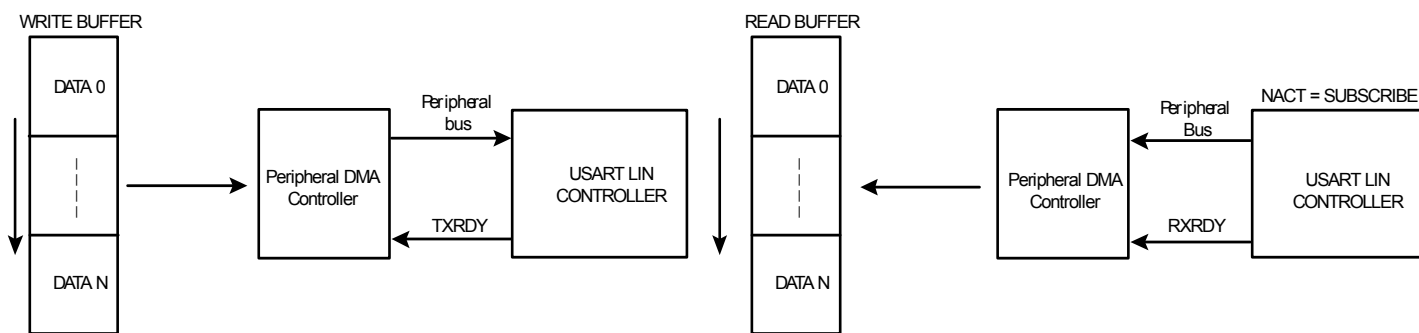 WRITE BUFFER
DATA 0
DATA N
Peripheral DMA
Controller
Peripheral
bus
TXRDY
USART LIN
CONTROLLER
READ BUFFER
DATA 0
DATA N
Peripheral DMA
Controller
Peripheral
Bus
RXRDY
NACT = SUBSCRIBE
USART LIN
CONTROLLER